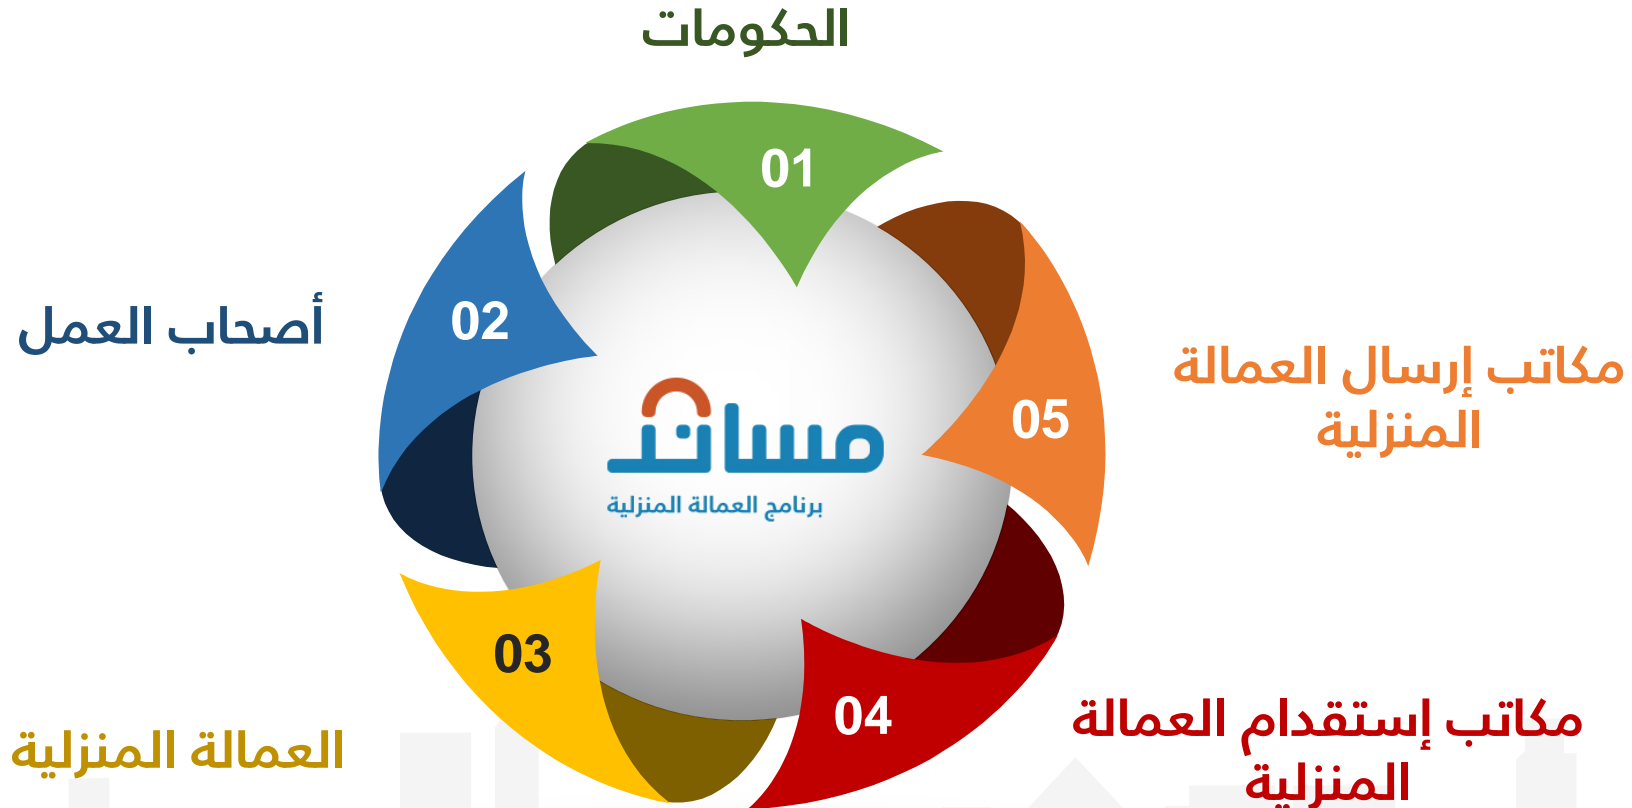 الحكومات
01
02
أصحاب العمل
مكاتب إرسال العمالة
المنزلية
05
مساند
برنامج العمالة المنزلية
03
04
العمالة المنزلية
مكاتب إستقدام العمالة
المنزلية